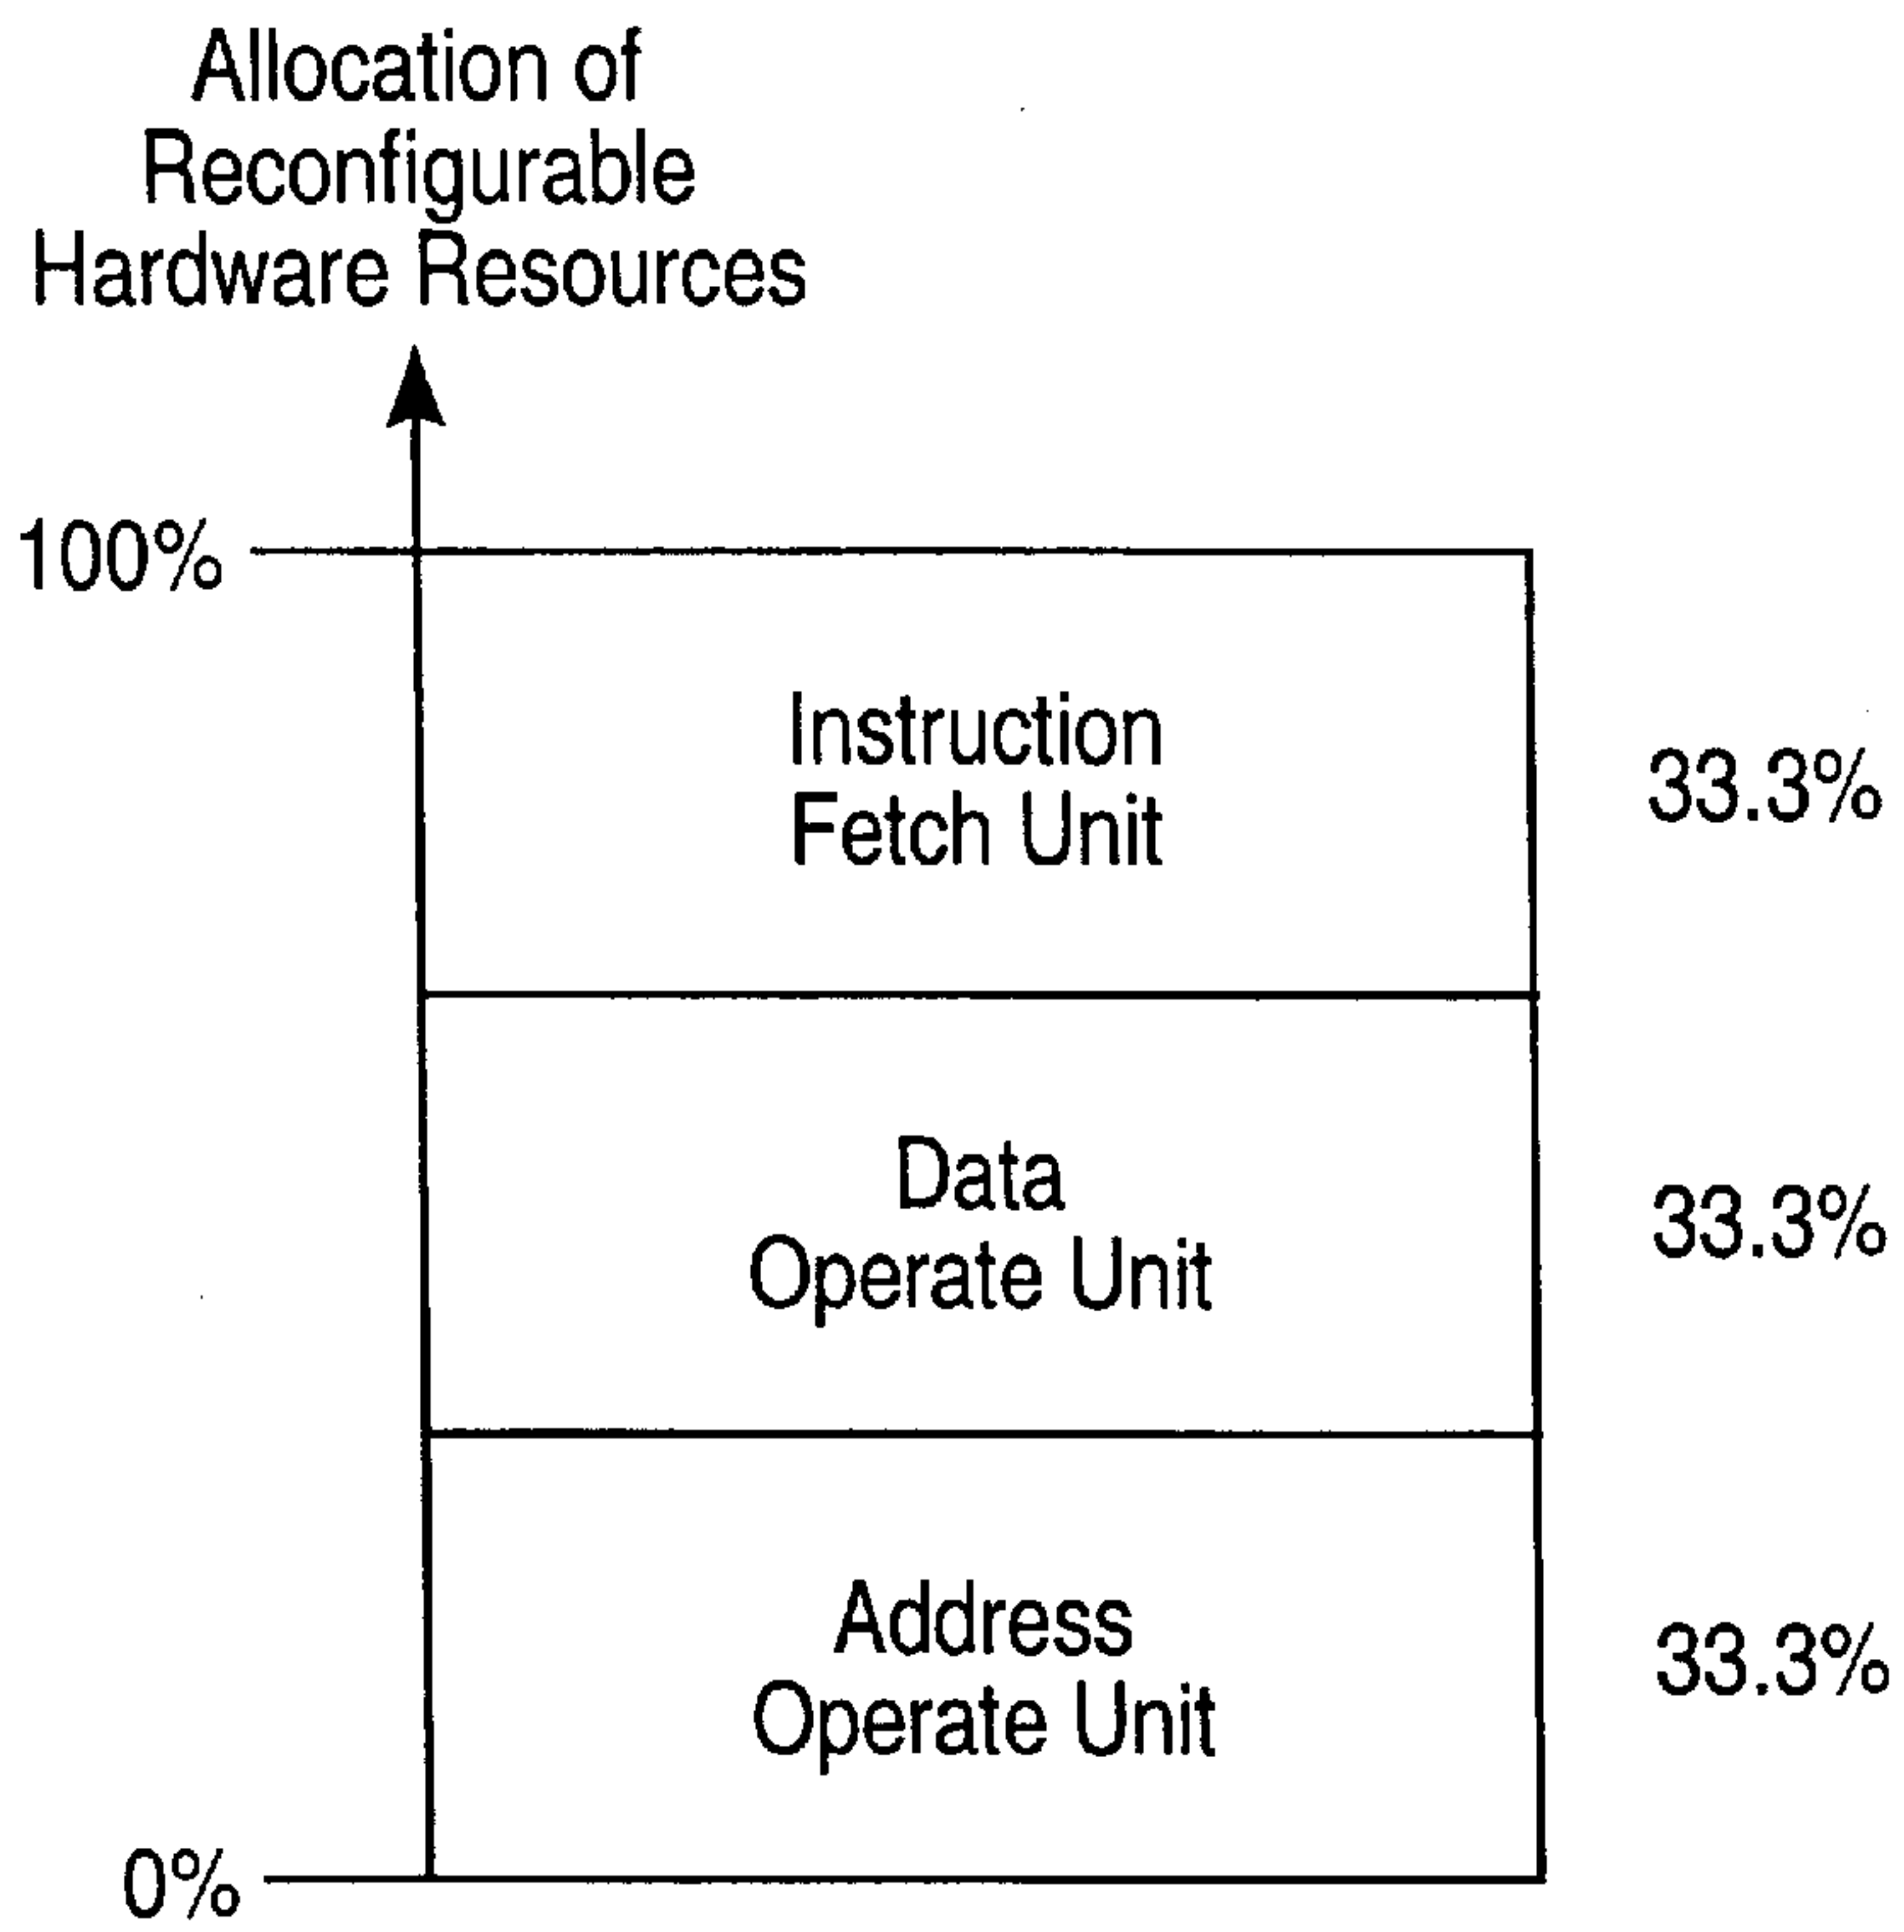 Allocation of
Reconfigurable
Hardware Resources
100%
Instruction
Fetch Unit
33.3%
Data
Operate Unit
33.3%
Address
Operate Unit
33.3%
0%